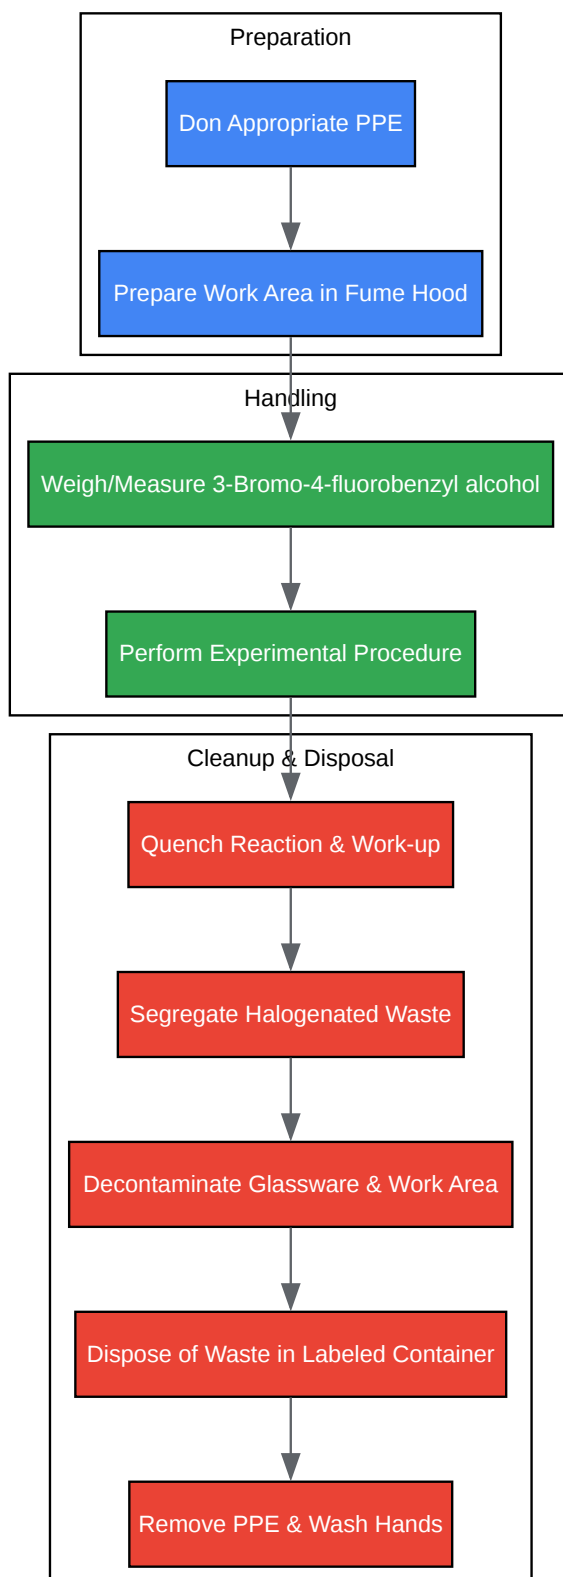 Preparation
Don Appropriate PPE
Prepare Work Area in Fume Hood
Handling
Weigh/Measure 3-Bromo-4-fluorobenzyl alcohol
Perform Experimental Procedure
Cleanup & Disposal
Quench Reaction & Work-up
Segregate Halogenated Waste
Decontaminate Glassware & Work Area
Dispose of Waste in Labeled Container
Remove PPE & Wash Hands